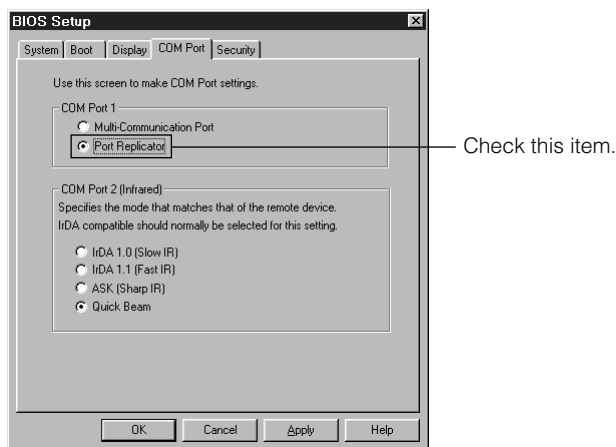 BIOS Setup
System Boot Display COM Port Security
Use this screen to make COM Port settings.
COM Port 1
Multi-Communication Port
Port Replicator
Check this item.
COM Port 2 (Infrared)
Specifies the mode that matches that of the remote device.
IrDA compatible should normally be selected for this setting.
IrDA 1.0 (Slow IR)
IrDA 1.1 (Fast IR)
ASK (Sharp IR)
Quick Beam
OK Cancel Apply Help